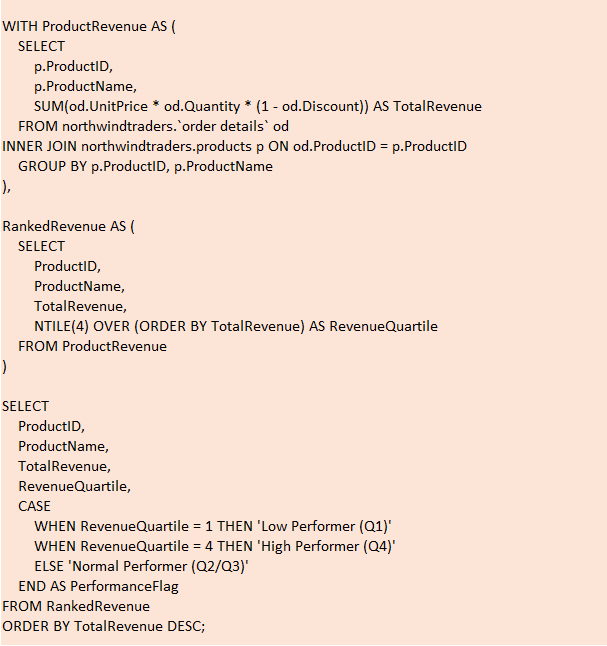 WITH ProductRevenue AS (
SELECT
p.ProductID,
p.ProductName,
SUM(od.UnitPrice * od.Quantity * (1 - od.Discount)) AS TotalRevenue
FROM northwindtraders.`order details` od
INNER JOIN northwindtraders.products p ON od.ProductID = p.ProductID
GROUP BY p.ProductID, p.ProductName
),
RankedRevenue AS (
SELECT
ProductID,
ProductName,
TotalRevenue,
NTILE(4) OVER (ORDER BY TotalRevenue) AS RevenueQuartile
FROM ProductRevenue
)
SELECT
ProductID,
ProductName,
TotalRevenue,
RevenueQuartile,
CASE
WHEN RevenueQuartile = 1 THEN 'Low Performer (Q1)'
WHEN RevenueQuartile = 4 THEN 'High Performer (Q4)'
ELSE 'Normal Performer (Q2/Q3)'
END AS PerformanceFlag
FROM RankedRevenue
ORDER BY TotalRevenue DESC;